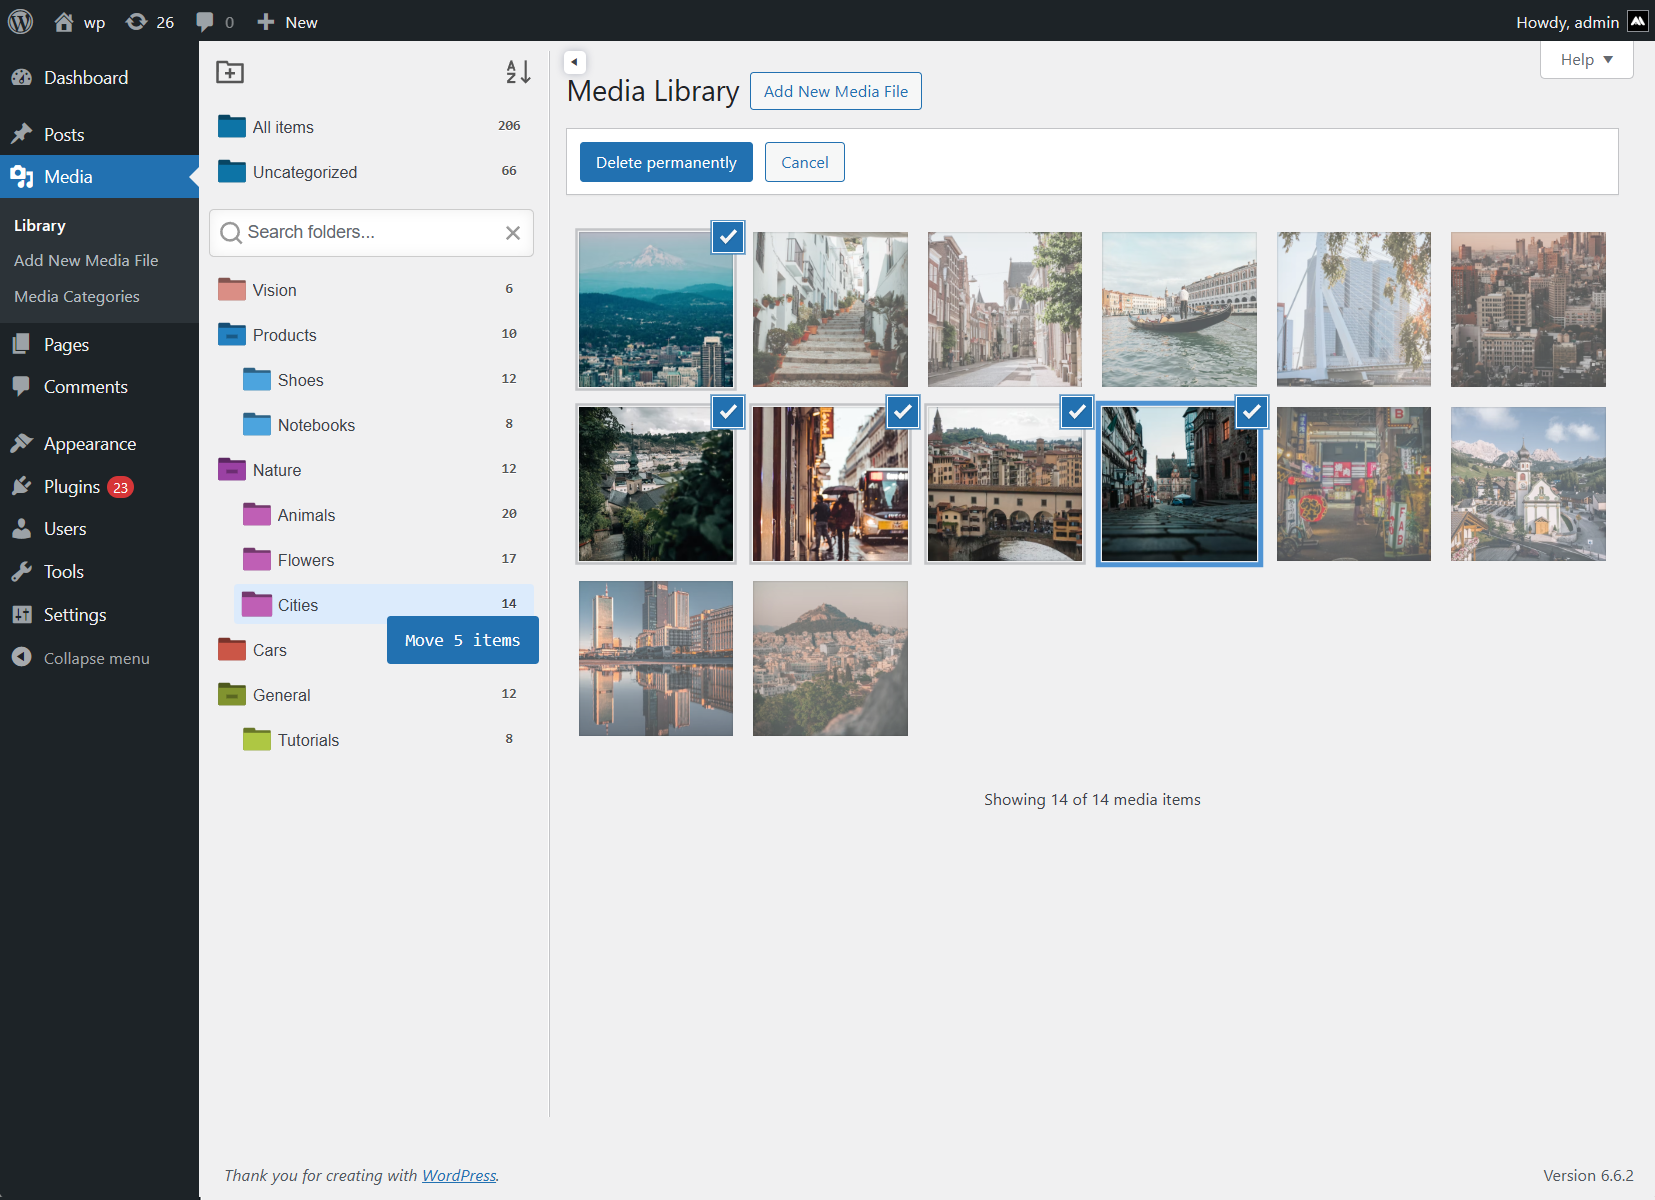 wp
26
0
New
Howdy, admin
Dashboard
Posts
Media
Library
Add New Media File
Media Categories
Pages
Comments
Appearance
Plugins 23
Users
Tools
Settings
Collapse menu
A
Z
All items 206
Uncategorized 66
Search folders...
Vision 6
Products 10
Shoes 12
Notebooks 8
Nature 12
Animals 20
Flowers 17
Cities 14
Move 5 items
Cars
General 12
Tutorials 8
Help
Media Library
Add New Media File
Delete permanently
Cancel
Showing 14 of 14 media items
Thank you for creating with WordPress.
Version 6.6.2